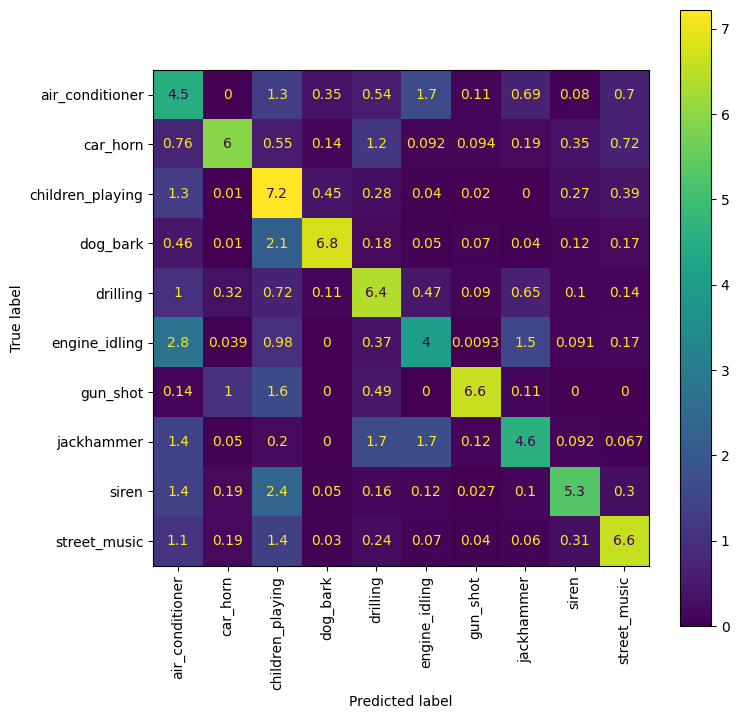 air_conditioner 4.5 0 1.3 0.35 0.54 1.7 0.11 0.69 0.08 0.7
car_horn 0.76 6 0.55 0.14 1.2 0.092 0.094 0.19 0.35 0.72
children_playing 1.3 0.01 7.2 0.45 0.28 0.04 0.02 0 0.27 0.39
dog_bark 0.46 0.01 2.1 6.8 0.18 0.05 0.07 0.04 0.12 0.17
drilling 1 0.32 0.72 0.11 6.4 0.47 0.09 0.65 0.1 0.14
engine_idling 2.8 0.039 0.98 0 0.37 4 0.0093 1.5 0.091 0.17
gun_shot 0.14 1 1.6 0 0.49 0 6.6 0.11 0 0
jackhammer 1.4 0.05 0.2 0 1.7 1.7 0.12 4.6 0.092 0.067
siren 1.4 0.19 2.4 0.05 0.16 0.12 0.027 0.1 5.3 0.3
street_music 1.1 0.19 1.4 0.03 0.24 0.07 0.04 0.06 0.31 6.6
True label
air_conditioner
car_horn
children_playing
dog_bark
drilling
engine_idling
gun_shot
jackhammer
siren
street_music
Predicted label
7
6
5
4
3
2
1
0